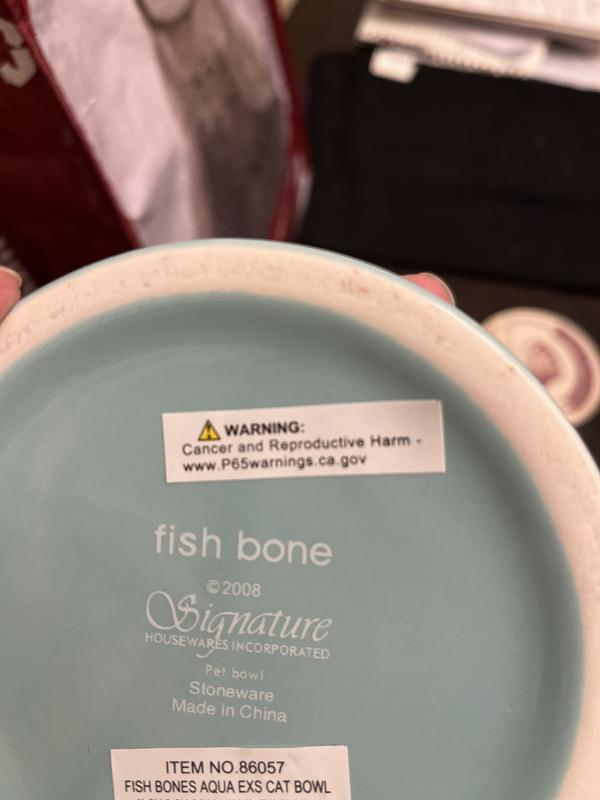 WARNING:
Cancer and Reproductive Harm -
www.P65warnings.ca.gov
fish bone
©2008
Signature
HOUSEWARES INCORPORATED
Pet bowl
Stoneware
Made in China
ITEM NO.86057
FISH BONES AQUA EXS CAT BOWL